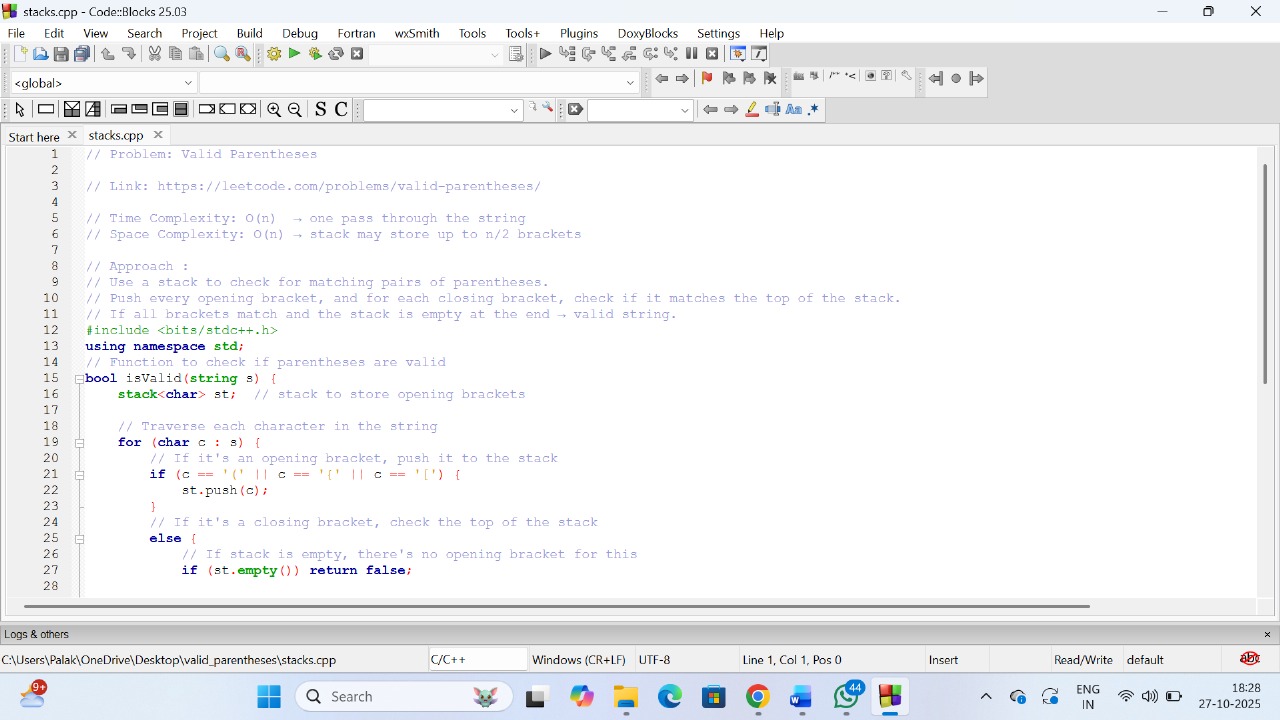 stacks.cpp - Code::Blocks 25.03
File Edit View Search Project Build Debug Fortran wxSmith Tools Tools+ Plugins DoxyBlocks Settings Help
<global>
S C
Aa .*
Start here stacks.cpp
1 // Problem: Valid Parentheses
2
3 // Link: https://leetcode.com/problems/valid-parentheses/
4
5 // Time Complexity: O(n) → one pass through the string
6 // Space Complexity: O(n) → stack may store up to n/2 brackets
7
8 // Approach :
9 // Use a stack to check for matching pairs of parentheses.
10 // Push every opening bracket, and for each closing bracket, check if it matches the top of the stack.
11 // If all brackets match and the stack is empty at the end → valid string.
12 #include <bits/stdc++.h>
13 using namespace std;
14 // Function to check if parentheses are valid
15 bool isValid(string s) {
16 stack<char> st; // stack to store opening brackets
17
18 // Traverse each character in the string
19 for (char c : s) {
20 // If it's an opening bracket, push it to the stack
21 if (c == '(' || c == '{' || c == '[') {
22 st.push(c);
23 }
24 // If it's a closing bracket, check the top of the stack
25 else {
26 // If stack is empty, there's no opening bracket for this
27 if (st.empty()) return false;
28
Logs & others
C:\Users\Palak\OneDrive\Desktop\valid_parentheses\stacks.cpp C/C++ Windows (CR+LF) UTF-8 Line 1, Col 1, Pos 0 Insert Read/Write default abc
9+ Search 44 ENG IN 18:28 27-10-2025